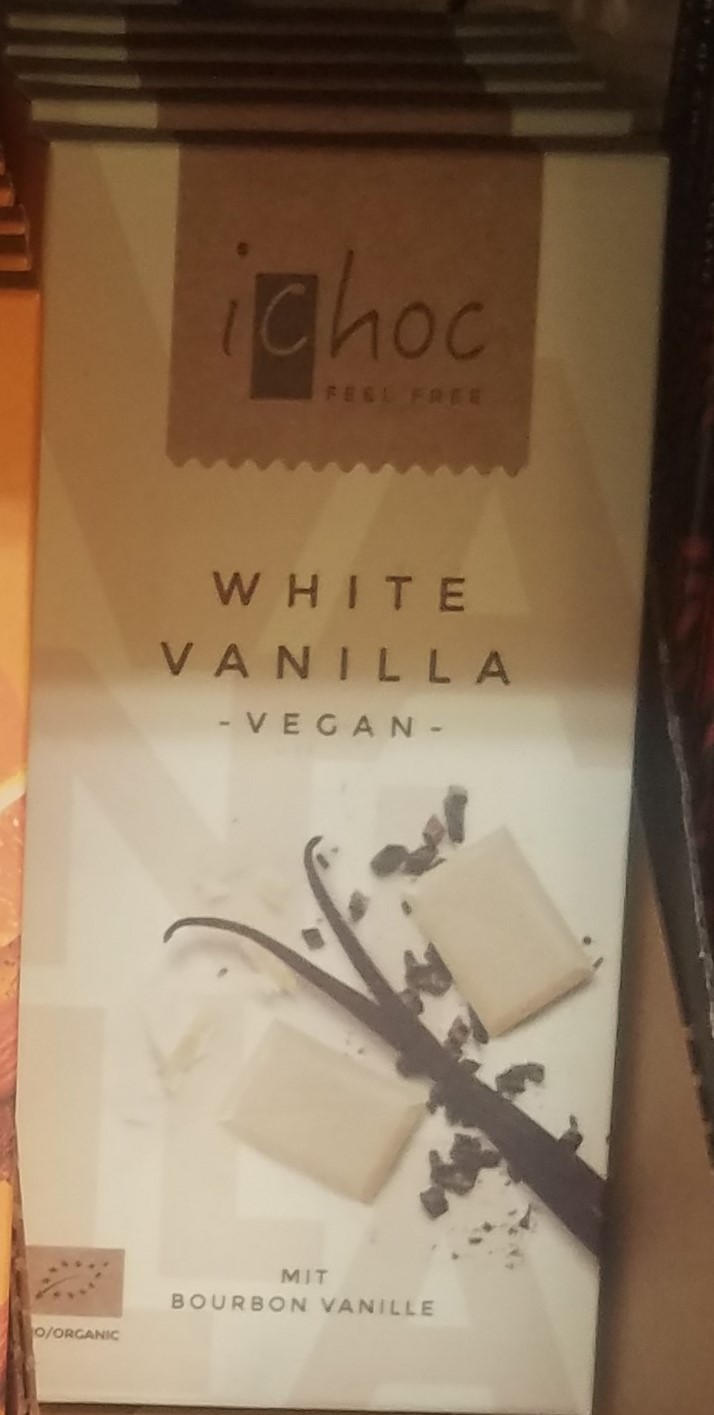 ichoc
FEEL FREE
WHITE
VANILLA
-VEGAN-
MIT
BOURBON VANILLE
O/ORGANIC